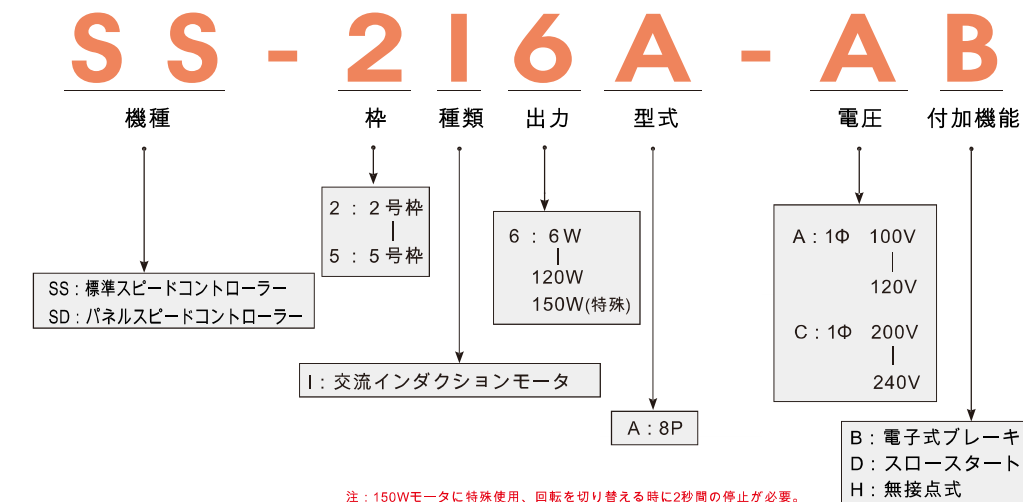 SS-2I6A-AB
機種 枠 種類 出力 型式 電圧 付加機能
2 : 2号枠
|
5 : 5号枠
6 : 6W
|
120W
150W(特殊)
A : 1Φ 100V
|
120V
C : 1Φ 200V
|
240V
SS : 標準スピードコントローラー
SD : パネルスピードコントローラー
I : 交流インダクションモータ
A : 8P
B : 電子式ブレーキ
D : スロースタート
H : 無接点式
注 : 150Wモータに特殊使用、回転を切り替える時に2秒間の停止が必要。